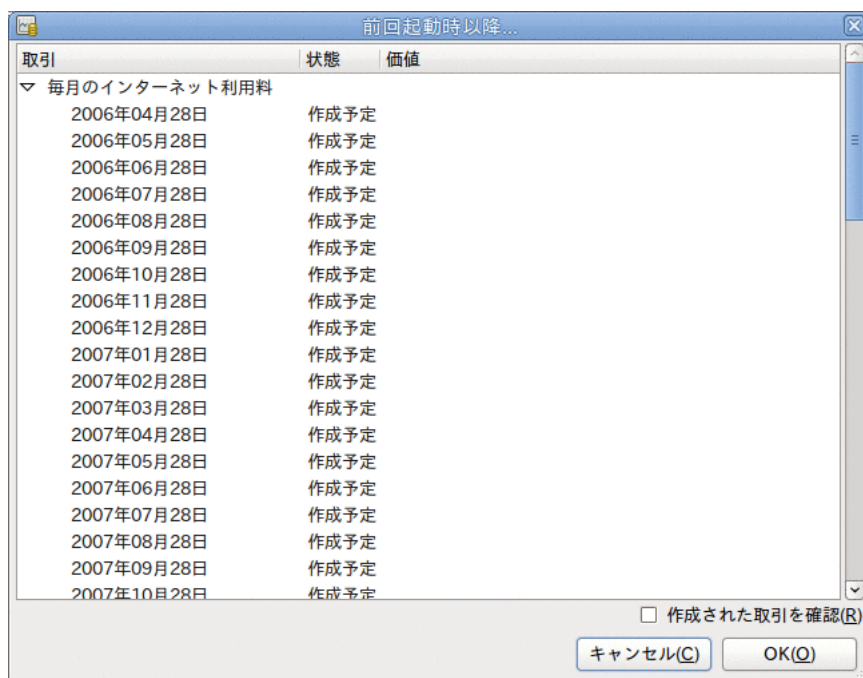 前回起動時以降...
取引 状態 価値
毎月のインターネット利用料
2006年04月28日 作成予定
2006年05月28日 作成予定
2006年06月28日 作成予定
2006年07月28日 作成予定
2006年08月28日 作成予定
2006年09月28日 作成予定
2006年10月28日 作成予定
2006年11月28日 作成予定
2006年12月28日 作成予定
2007年01月28日 作成予定
2007年02月28日 作成予定
2007年03月28日 作成予定
2007年04月28日 作成予定
2007年05月28日 作成予定
2007年06月28日 作成予定
2007年07月28日 作成予定
2007年08月28日 作成予定
2007年09月28日 作成予定
2007年10月28日 作成予定
作成された取引を確認(R)
キャンセル(C) OK(O)